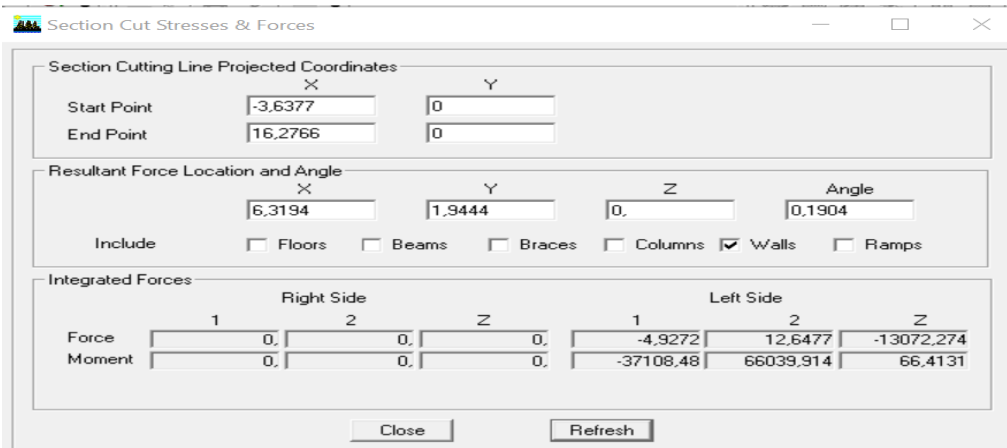 Section Cut Stresses & Forces
Section Cutting Line Projected Coordinates
X Y
Start Point -3,6377 0
End Point 16,2766 0
Resultant Force Location and Angle
X Y Z Angle
6,3194 1,9444 0, 0,1904
Include Floors Beams Braces Columns Walls Ramps
Integrated Forces
Right Side Left Side
1 2 Z 1 2 Z
Force 0, 0, 0, -4,9272 12,6477 -13072,274
Moment 0, 0, 0, -37108,48 66039,914 66,4131
Close Refresh